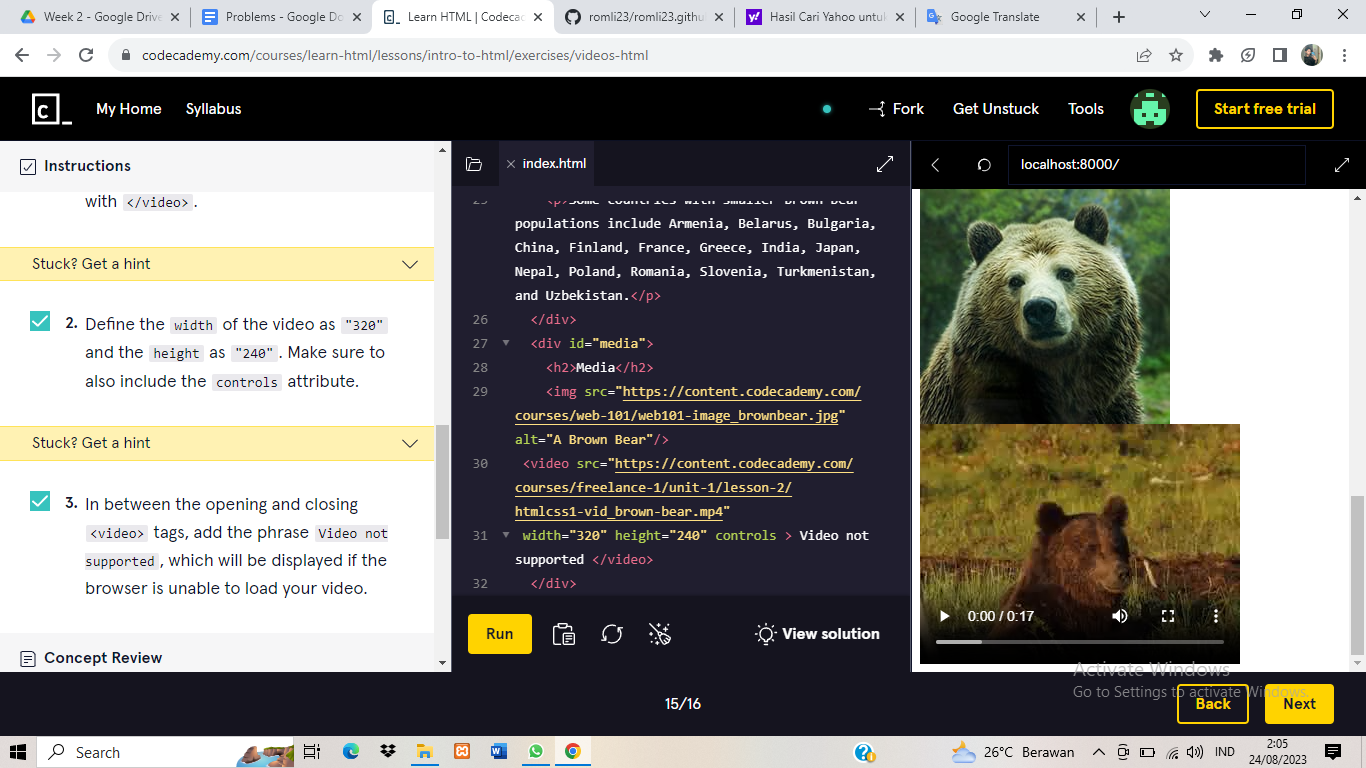 Week 2 - Google Drive
Problems - Google Do
Learn HTML | Codecac
romli23/romli23.githu
Hasil Cari Yahoo untuk
Google Translate
codecademy.com/courses/learn-html/lessons/intro-to-html/exercises/videos-html
My Home Syllabus Fork Get Unstuck Tools Start free trial
Instructions
with </video>.
Stuck? Get a hint
2. Define the width of the video as "320"
and the height as "240". Make sure to
also include the controls attribute.
Stuck? Get a hint
3. In between the opening and closing
<video> tags, add the phrase Video not
supported, which will be displayed if the
browser is unable to load your video.
Concept Review
index.html
25 <p>Some countries with smaller brown bear
populations include Armenia, Belarus, Bulgaria,
China, Finland, France, Greece, India, Japan,
Nepal, Poland, Romania, Slovenia, Turkmenistan,
and Uzbekistan.</p>
26 </div>
27 <div id="media">
28 <h2>Media</h2>
29 <img src="https://content.codecademy.com/
courses/web-101/web101-image_brownbear.jpg"
alt="A Brown Bear"/>
30 <video src="https://content.codecademy.com/
courses/freelance-1/unit-1/lesson-2/
htmlcss1-vid_brown-bear.mp4"
31 width="320" height="240" controls > Video not
supported </video>
32 </div>
Run
View solution
localhost:8000/
0:00 / 0:17
Activate Windows
Go to Settings to activate Windows.
15/16
Back
Next
Search
26°C Berawan
IND
2:05
24/08/2023